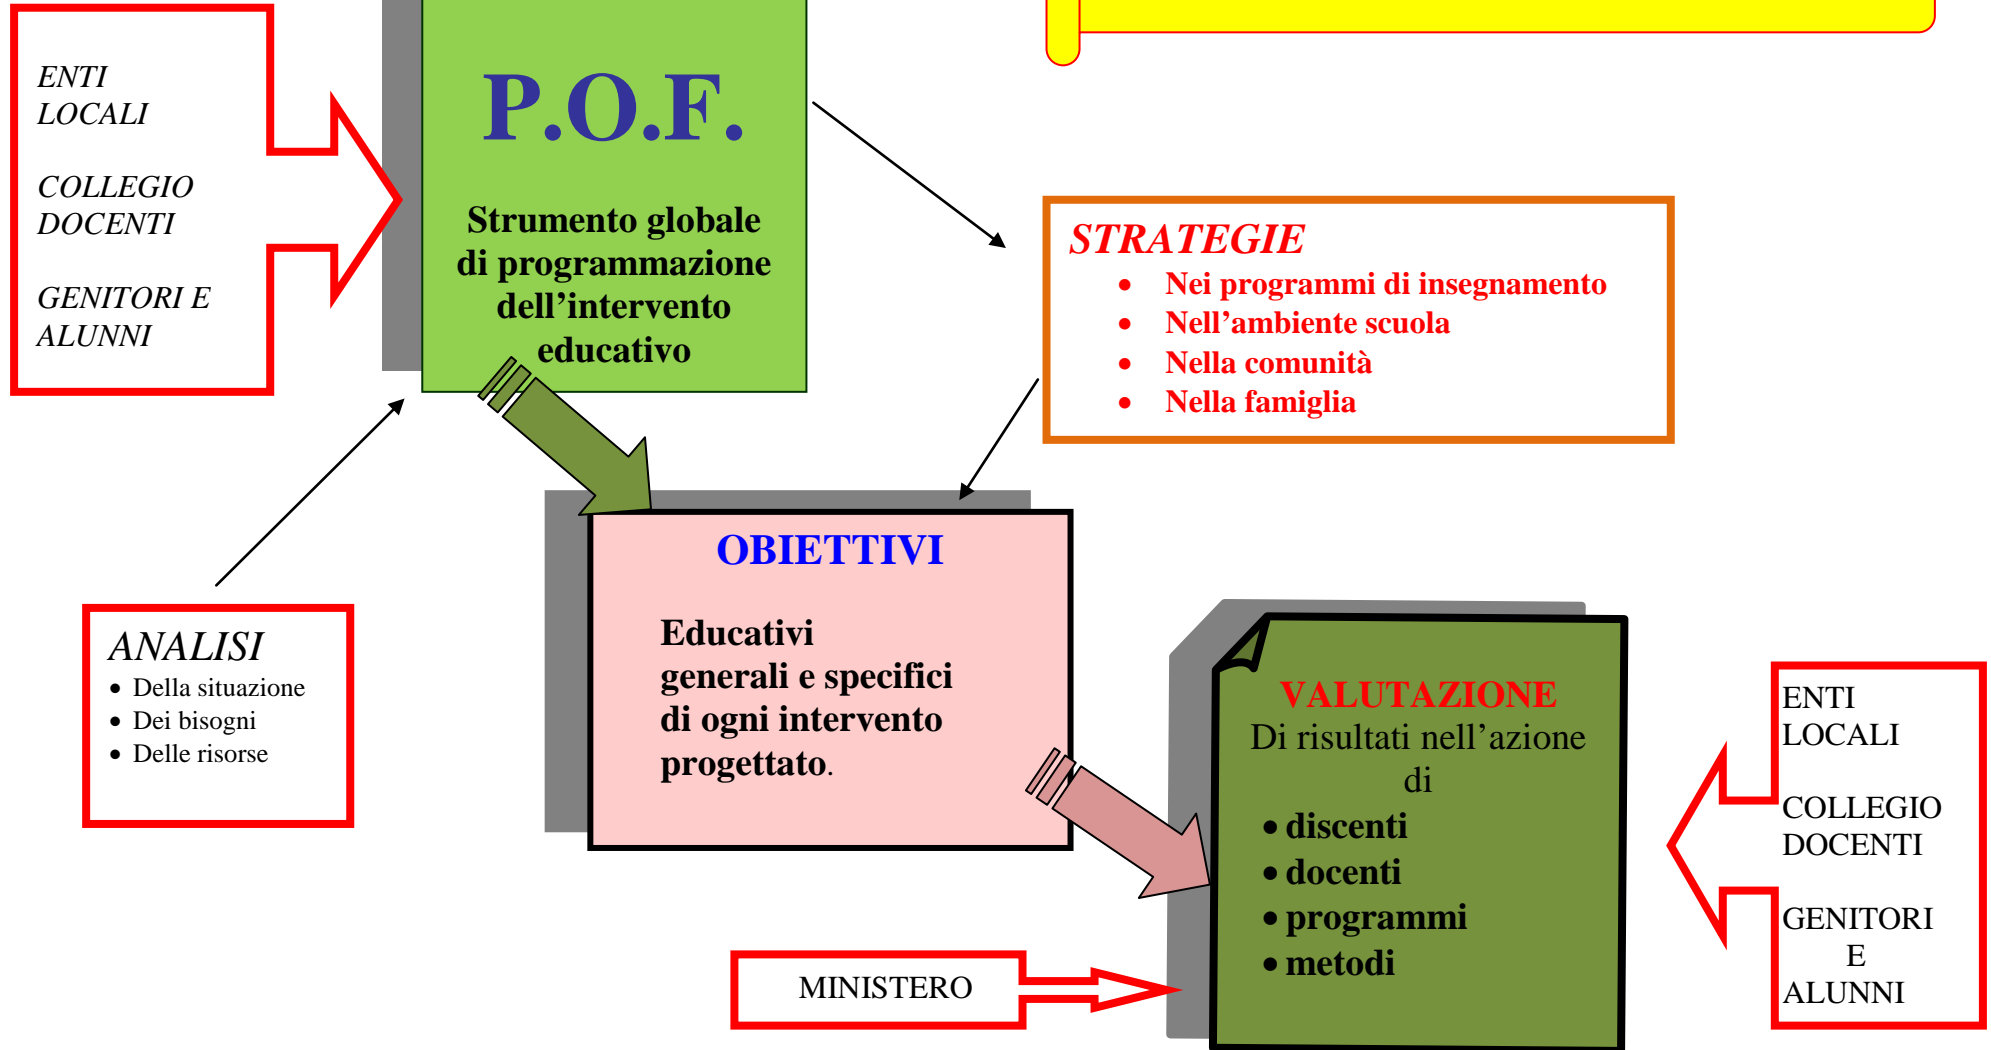 ENTI
LOCALI
COLLEGIO
DOCENTI
GENITORI E
ALUNNI
P.O.F.
Strumento globale
di programmazione
dell’intervento
educativo
STRATEGIE
• Nei programmi di insegnamento
• Nell’ambiente scuola
• Nella comunità
• Nella famiglia
OBIETTIVI
Educativi
generali e specifici
di ogni intervento
progettato.
ANALISI
• Della situazione
• Dei bisogni
• Delle risorse
VALUTAZIONE
Di risultati nell’azione
di
• discenti
• docenti
• programmi
• metodi
MINISTERO
ENTI
LOCALI
COLLEGIO
DOCENTI
GENITORI
E
ALUNNI